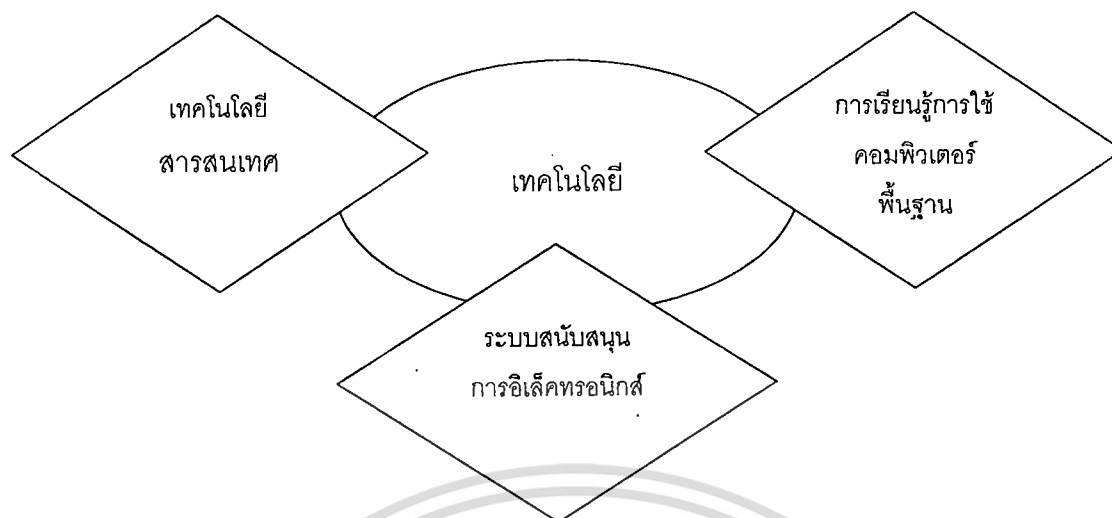 เทคโนโลยี
สารสนเทศ
เทคโนโลยี
การเรียนรู้การใช้
คอมพิวเตอร์
พื้นฐาน
ระบบสนับสนุน
การอิเล็คทรอนิกส์